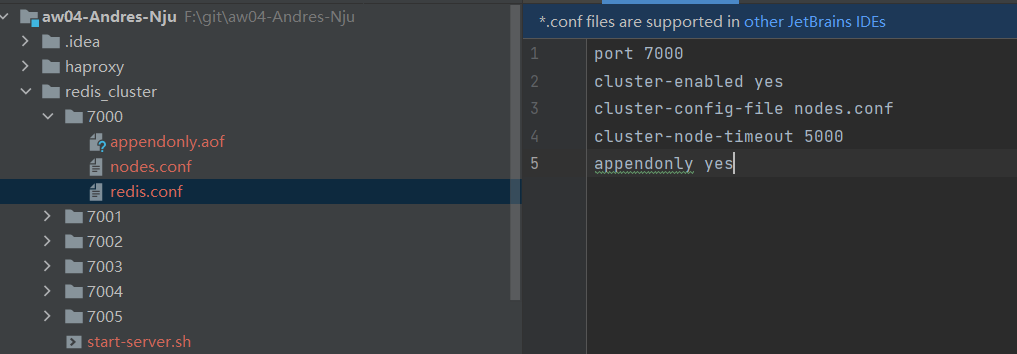 aw04-Andres-Nju F:\git\aw04-Andres-Nju
.idea
haproxy
redis_cluster
7000
appendonly.aof
nodes.conf
redis.conf
7001
7002
7003
7004
7005
start-server.sh
*.conf files are supported in other JetBrains IDEs
1 port 7000
2 cluster-enabled yes
3 cluster-config-file nodes.conf
4 cluster-node-timeout 5000
5 appendonly yes